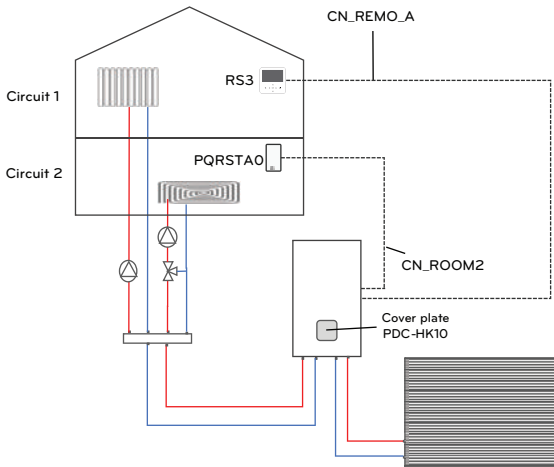 CN_REMO_A
RS3
Circuit 1
PQRSTA0
Circuit 2
CN_ROOM2
Cover plate
PDC-HK10